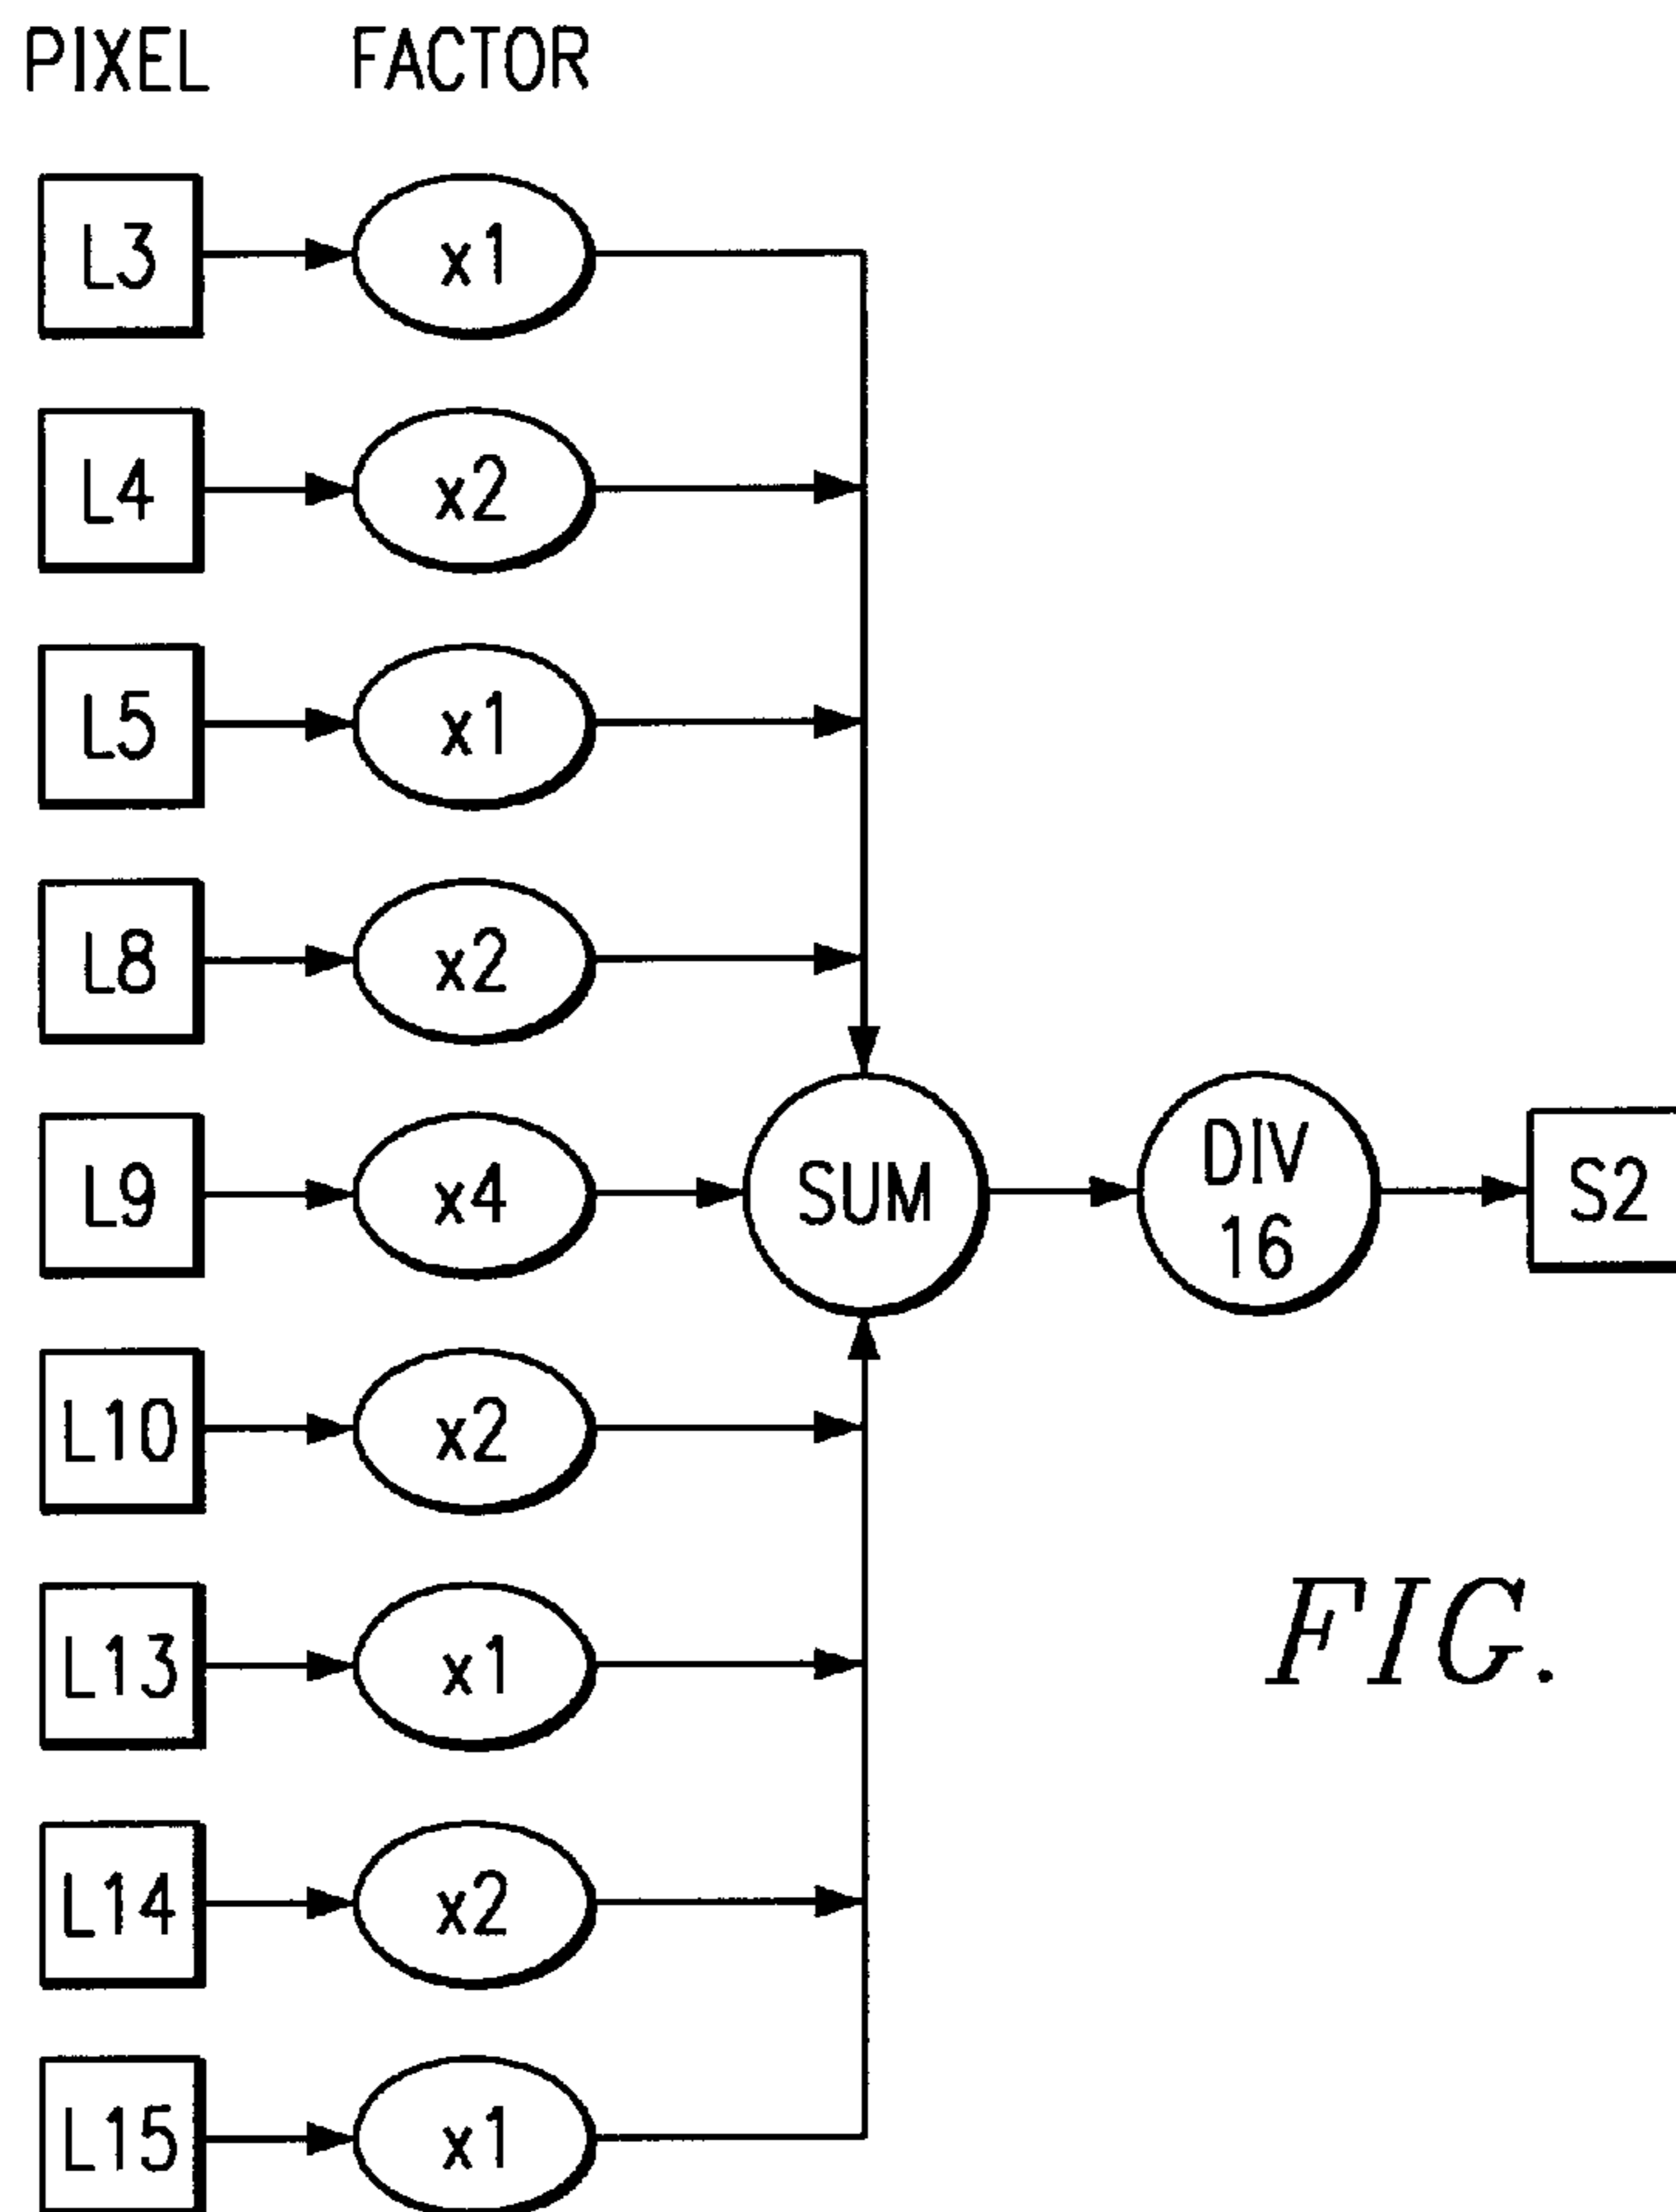 PIXEL FACTOR
L3 x1
L4 x2
L5 x1
L8 x2
L9 x4 SUM DIV 16 S2
L10 x2
L13 x1
FIG.
L14 x2
L15 x1